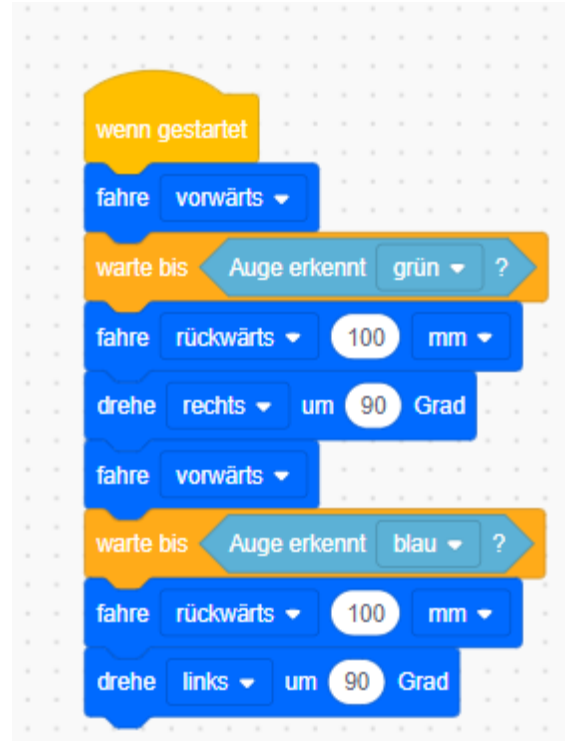 wenn gestartet
fahre vorwärts
warte bis Auge erkennt grün ?
fahre rückwärts 100 mm
drehe rechts um 90 Grad
fahre vorwärts
warte bis Auge erkennt blau ?
fahre rückwärts 100 mm
drehe links um 90 Grad